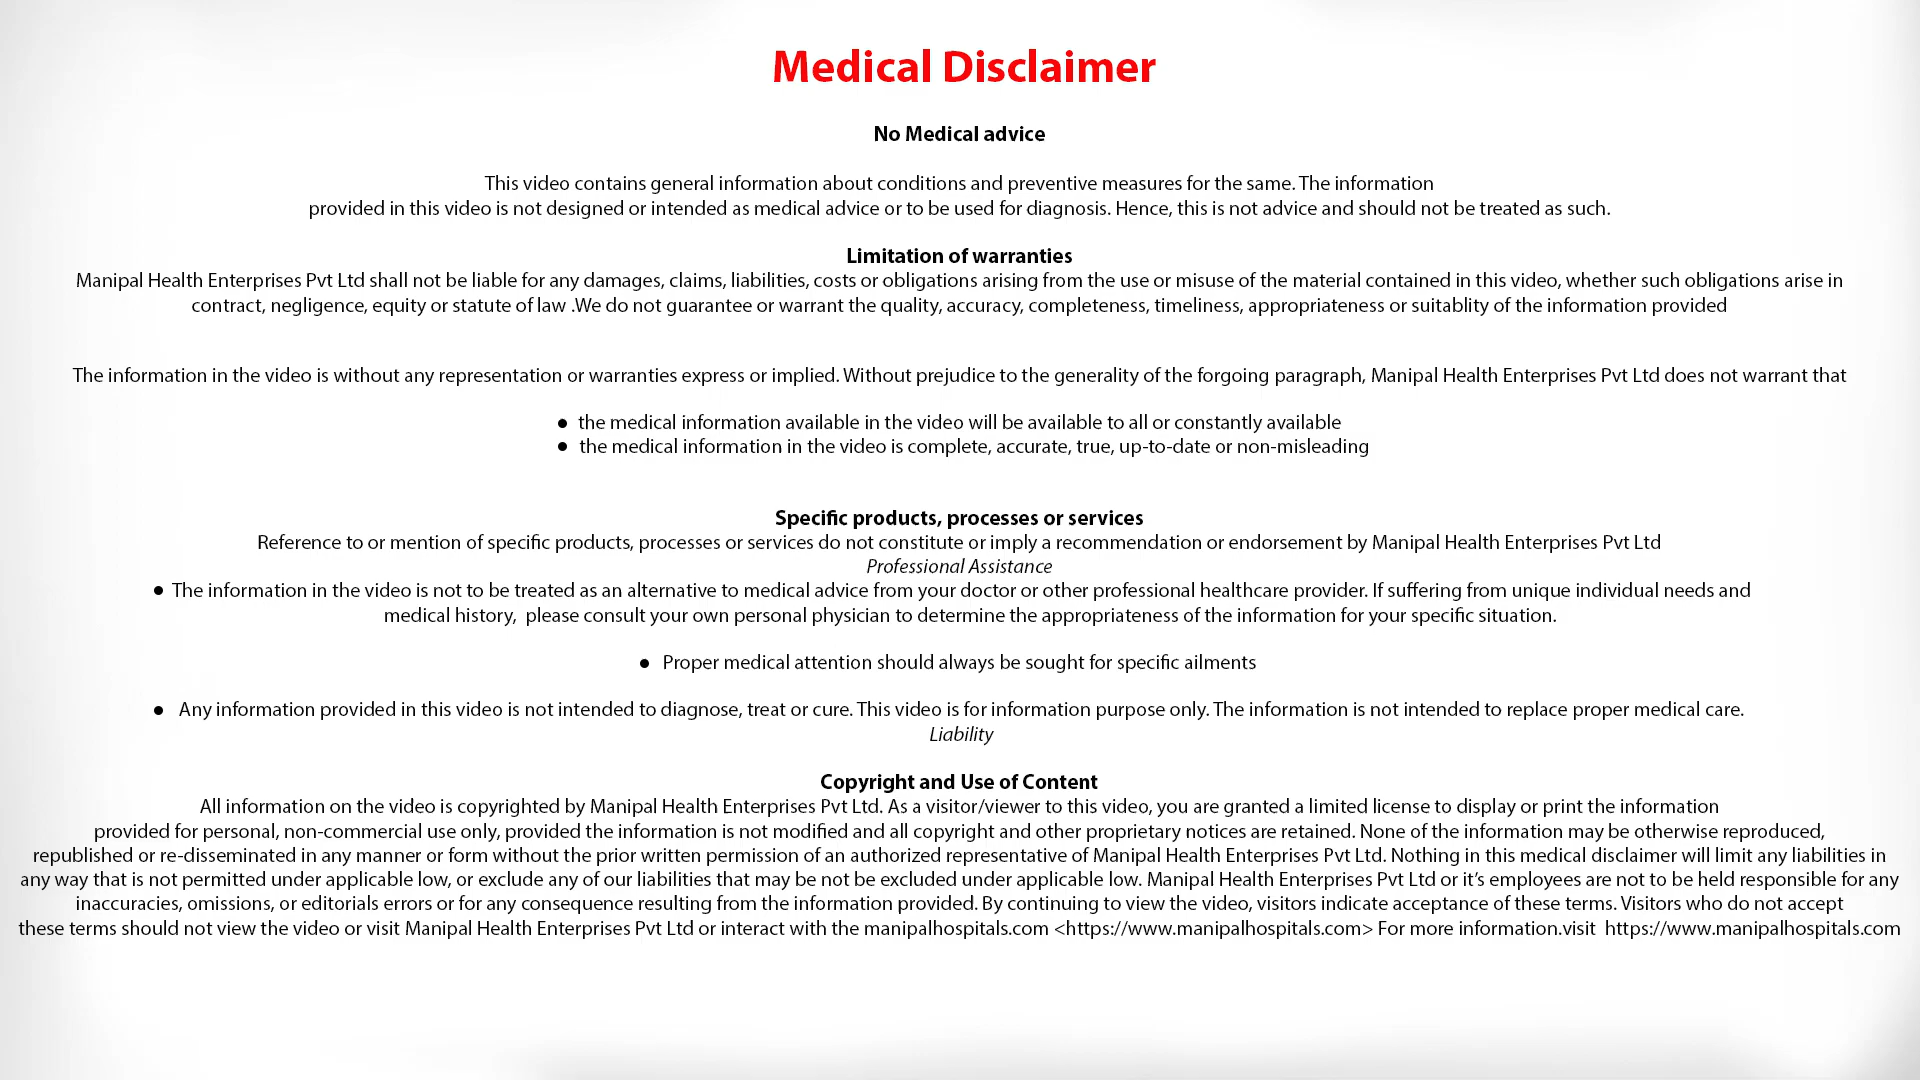 Medical Disclaimer
No Medical advice
This video contains general information about conditions and preventive measures for the same. The information
provided in this video is not designed or intended as medical advice or to be used for diagnosis. Hence, this is not advice and should not be treated as such.
Limitation of warranties
Manipal Health Enterprises Pvt Ltd shall not be liable for any damages, claims, liabilities, costs or obligations arising from the use or misuse of the material contained in this video, whether such obligations arise in
contract, negligence, equity or statute of law .We do not guarantee or warrant the quality, accuracy, completeness, timeliness, appropriateness or suitablity of the information provided
The information in the video is without any representation or warranties express or implied. Without prejudice to the generality of the forgoing paragraph, Manipal Health Enterprises Pvt Ltd does not warrant that
● the medical information available in the video will be available to all or constantly available
● the medical information in the video is complete, accurate, true, up-to-date or non-misleading
Specific products, processes or services
Reference to or mention of specific products, processes or services do not constitute or imply a recommendation or endorsement by Manipal Health Enterprises Pvt Ltd
Professional Assistance
● The information in the video is not to be treated as an alternative to medical advice from your doctor or other professional healthcare provider. If suffering from unique individual needs and
medical history, please consult your own personal physician to determine the appropriateness of the information for your specific situation.
● Proper medical attention should always be sought for specific ailments
● Any information provided in this video is not intended to diagnose, treat or cure. This video is for information purpose only. The information is not intended to replace proper medical care.
Liability
Copyright and Use of Content
All information on the video is copyrighted by Manipal Health Enterprises Pvt Ltd. As a visitor/viewer to this video, you are granted a limited license to display or print the information
provided for personal, non-commercial use only, provided the information is not modified and all copyright and other proprietary notices are retained. None of the information may be otherwise reproduced,
republished or re-disseminated in any manner or form without the prior written permission of an authorized representative of Manipal Health Enterprises Pvt Ltd. Nothing in this medical disclaimer will limit any liabilities in
any way that is not permitted under applicable low, or exclude any of our liabilities that may be not be excluded under applicable low. Manipal Health Enterprises Pvt Ltd or it’s employees are not to be held responsible for any
inaccuracies, omissions, or editorials errors or for any consequence resulting from the information provided. By continuing to view the video, visitors indicate acceptance of these terms. Visitors who do not accept
these terms should not view the video or visit Manipal Health Enterprises Pvt Ltd or interact with the manipalhospitals.com <https://www.manipalhospitals.com> For more information.visit https://www.manipalhospitals.com